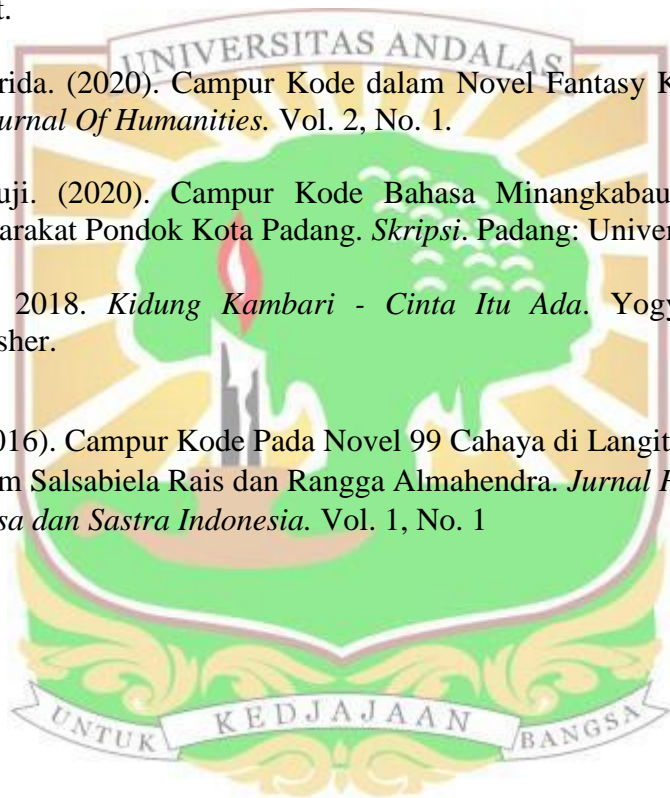 t.
UNIVERSITAS ANDALAS
rida. (2020). Campur Kode dalam Novel Fantasy K
urnal Of Humanities. Vol. 2, No. 1.
uji. (2020). Campur Kode Bahasa Minangkabau
arakat Pondok Kota Padang. Skripsi. Padang: Univer
2018. Kidung Kambari - Cinta Itu Ada. Yogy
sher.
016). Campur Kode Pada Novel 99 Cahaya di Langit
m Salsabiela Rais dan Rangga Almahendra. Jurnal P
sa dan Sastra Indonesia. Vol. 1, No. 1
UNTUK KEDJAJAAN BANGSA